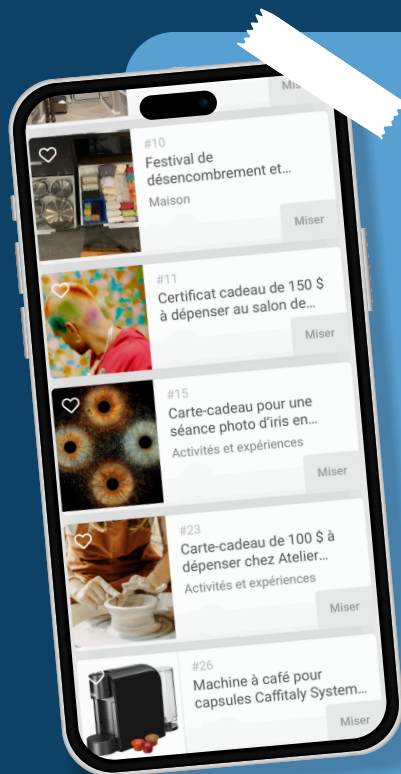 Miser
#10
Festival de
désencombrement et…
Maison
Miser
#11
Certificat cadeau de 150 $
à dépenser au salon de…
Miser
#15
Carte-cadeau pour une
séance photo d'iris en…
Activités et expériences
Miser
#23
Carte-cadeau de 100 $ à
dépenser chez Atelier…
Activités et expériences
Miser
#26
Machine à café pour
capsules Caffitaly System…
Miser